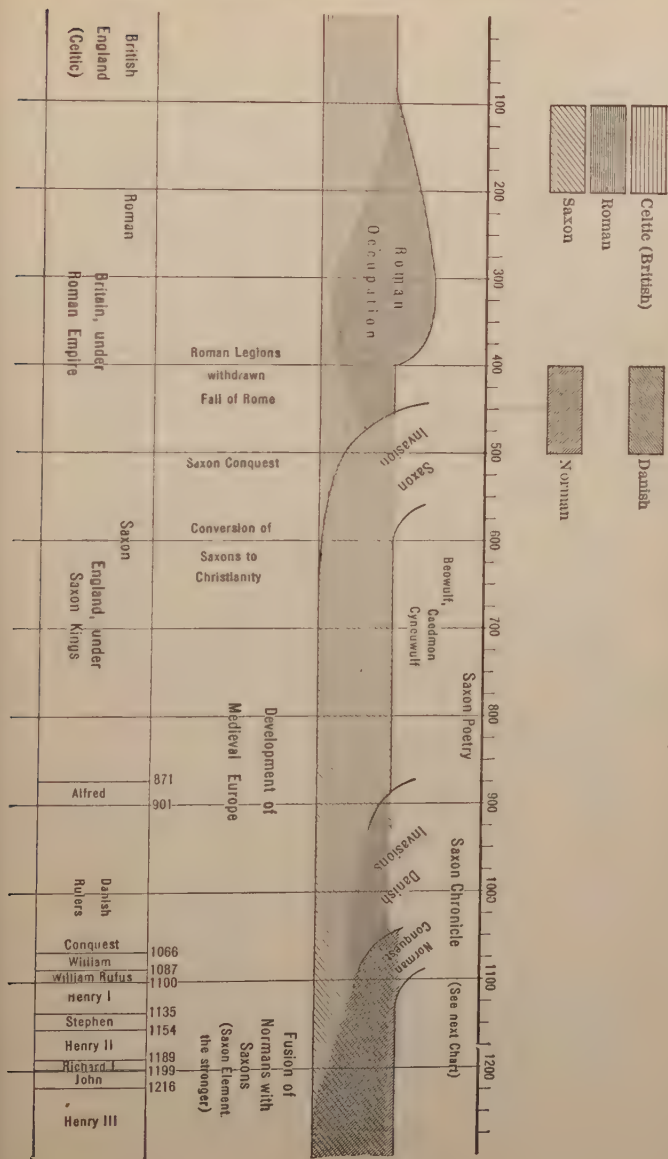 Celtic (British)
Roman
Saxon
Danish
Norman
100
200
300
400
500
600
700
800
900
1000
1100
1200
Saxon Poetry
Beowulf,
Caedmon
Cyneuwulf
Saxon Chronicle
(See next Chart)
Roman
Occupation
Saxon
Invasion
Danish
Invasions
Norman
Conquest
Roman Legions
withdrawn
Fall of Rome
Saxon Conquest
Conversion of
Saxons to
Christianity
Development of
Medieval Europe
Fusion of
Normans with
Saxons
(Saxon Element
the stronger)
British
England
(Celtic)
Roman
Britain, under
Roman Empire
Saxon
England, under
Saxon Kings
871
Alfred
901
Danish
Rulers
Conquest
1066
William
1087
William Rufus
1100
Henry I
1135
Stephen
1154
Henry II
1189
Richard I
1199
John
1216
Henry III